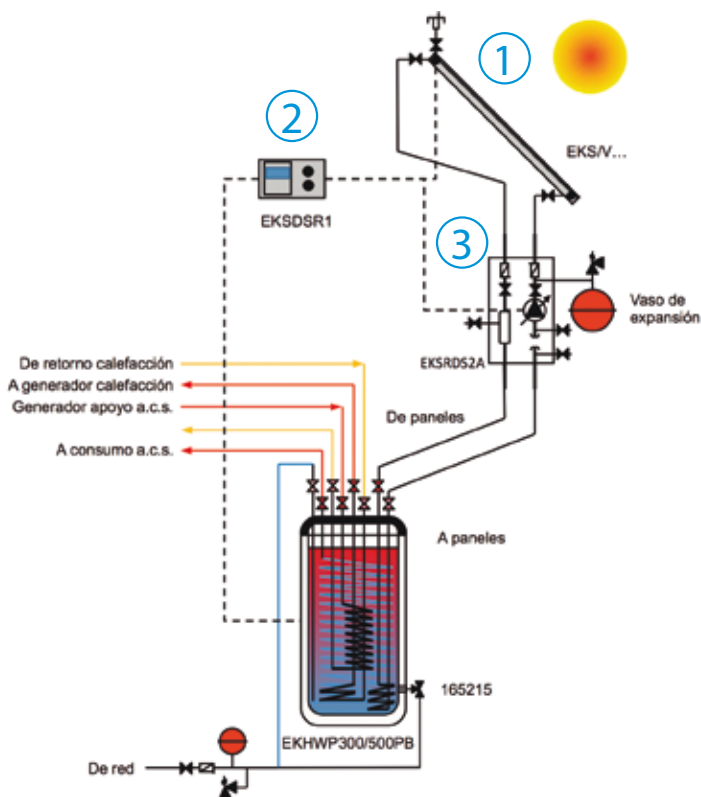 1
2
EKS/V...
EKSDSR1
3
Vaso de
expansión
EKSRDS2A
De retorno calefacción
A generador calefacción
Generador apoyo a.c.s.
A consumo a.c.s.
De paneles
A paneles
165215
EKHWP300/500PB
De red